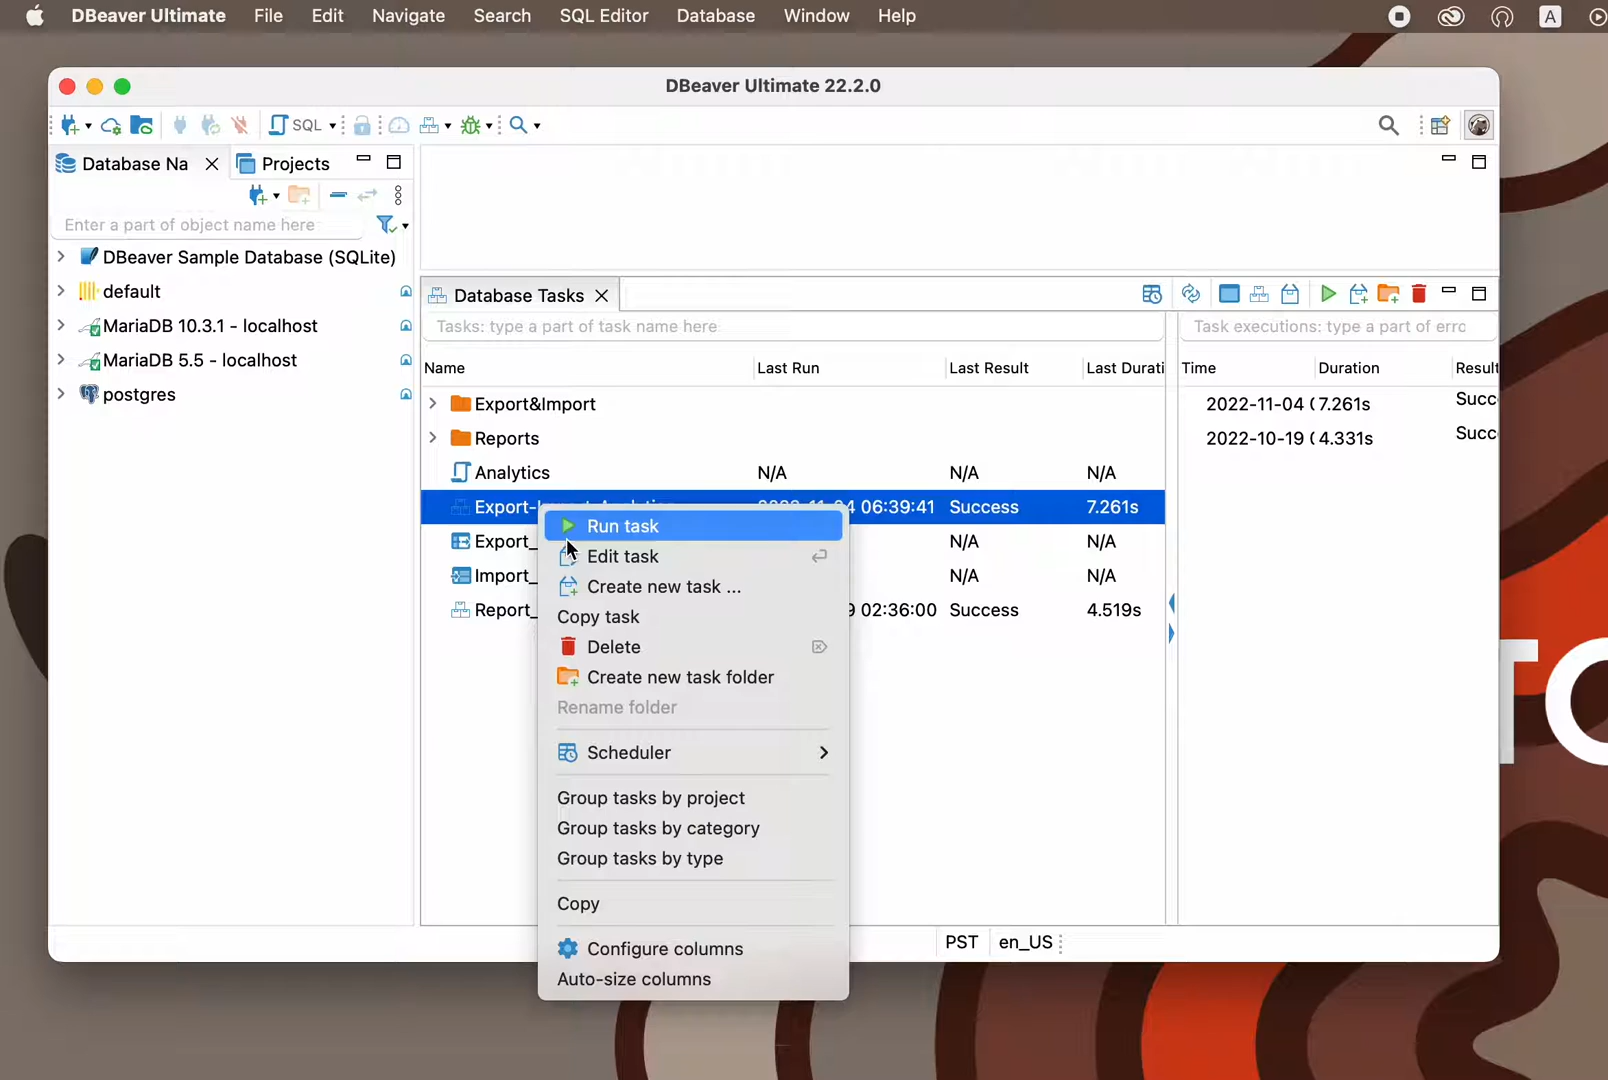 DBeaver Ultimate File Edit Navigate Search SQL Editor Database Window Help A
DBeaver Ultimate 22.2.0
SQL
Database Na Projects
Enter a part of object name here
DBeaver Sample Database (SQLite)
default
MariaDB 10.3.1 - localhost
MariaDB 5.5 - localhost
postgres
Database Tasks
Tasks: type a part of task name here
Name Last Run Last Result Last Durati
Export&Import
Reports
Analytics N/A N/A N/A
Export- 06:39:41 Success 7.261s
Export_ N/A N/A
Import_ N/A N/A
Report_ 02:36:00 Success 4.519s
Task executions: type a part of erro
Time Duration Result
2022-11-04 ( 7.261s Succ
2022-10-19 ( 4.331s Succ
Run task
Edit task
Create new task ...
Copy task
Delete
Create new task folder
Rename folder
Scheduler
Group tasks by project
Group tasks by category
Group tasks by type
Copy
Configure columns
Auto-size columns
PST en_US